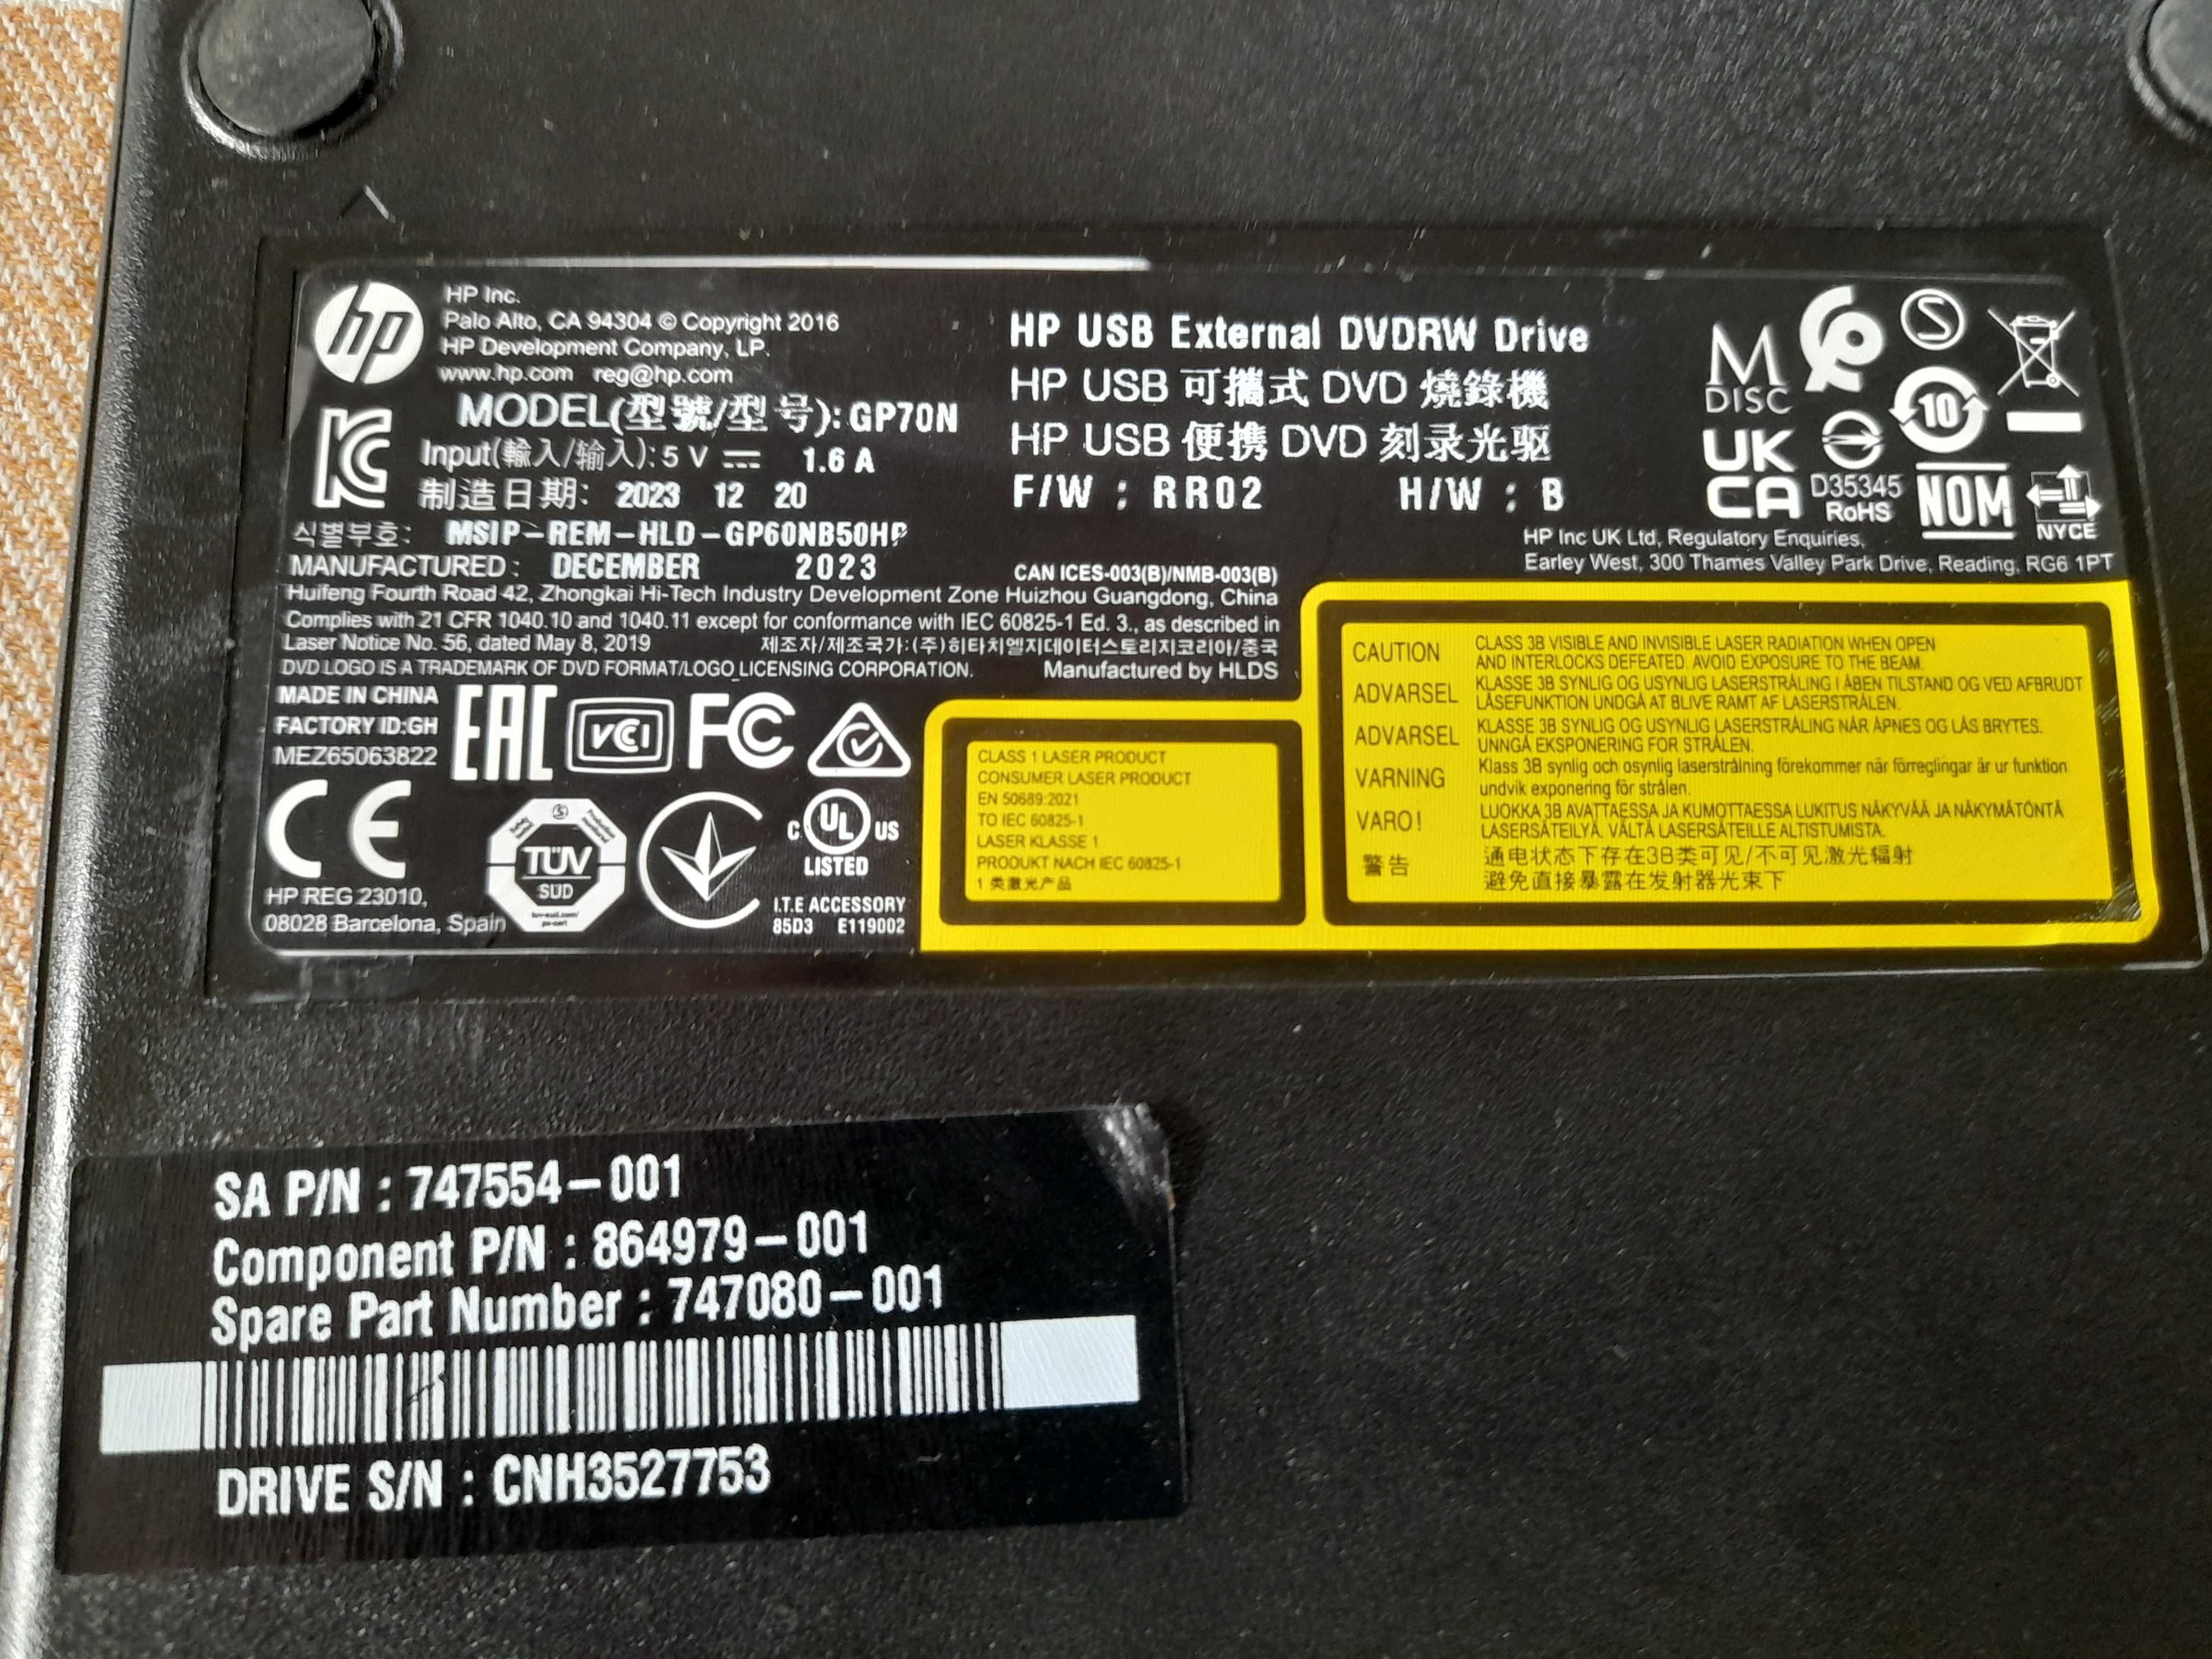 hp
HP Inc.
Palo Alto, CA 94304 © Copyright 2016
HP Development Company, LP.
www.hp.com reg@hp.com
MODEL(型號/型号): GP70N
Input(輸入/输入): 5 V ⎓ 1.6 A
制造日期: 2023 12 20
식별부호: MSIP-REM-HLD-GP60NB50HP
MANUFACTURED: DECEMBER 2023
Huifeng Fourth Road 42, Zhongkai Hi-Tech Industry Development Zone Huizhou Guangdong, China
Complies with 21 CFR 1040.10 and 1040.11 except for conformance with IEC 60825-1 Ed. 3., as described in
Laser Notice No. 56, dated May 8, 2019
제조자/제조국가:(주)히타치엘지데이터스토리지코리아/중국
DVD LOGO IS A TRADEMARK OF DVD FORMAT/LOGO LICENSING CORPORATION.
Manufactured by HLDS
MADE IN CHINA
FACTORY ID:GH
MEZ65063822
EAC
VCI
FC
CE
HP REG 23010,
08028 Barcelona, Spain
TÜV
SÜD
C UL US
LISTED
I.T.E ACCESSORY
85D3 E119002
HP USB External DVDRW Drive
HP USB 可攜式 DVD 燒錄機
HP USB 便携 DVD 刻录光驱
F/W : RR02 H/W : B
CAN ICES-003(B)/NMB-003(B)
M
DISC
UK
CA
S
10
D35345
RoHS
NOM
NYCE
HP Inc UK Ltd, Regulatory Enquiries,
Earley West, 300 Thames Valley Park Drive, Reading, RG6 1PT
CLASS 1 LASER PRODUCT
CONSUMER LASER PRODUCT
EN 50689:2021
TO IEC 60825-1
LASER KLASSE 1
PRODUKT NACH IEC 60825-1
1 类激光产品
CAUTION CLASS 3B VISIBLE AND INVISIBLE LASER RADIATION WHEN OPEN
AND INTERLOCKS DEFEATED. AVOID EXPOSURE TO THE BEAM.
ADVARSEL KLASSE 3B SYNLIG OG USYNLIG LASERSTRÅLING I ÅBEN TILSTAND OG VED AFBRUDT
LÅSEFUNKTION UNDGÅ AT BLIVE RAMT AF LASERSTRÅLEN.
ADVARSEL KLASSE 3B SYNLIG OG USYNLIG LASERSTRÅLING NÅR ÅPNES OG LÅS BRYTES.
UNNGÅ EKSPONERING FOR STRÅLEN.
VARNING Klass 3B synlig och osynlig laserstrålning förekommer når förreglingar är ur funktion
undvik exponering för strålen.
VARO! LUOKKA 3B AVATTAESSA JA KUMOTTAESSA LUKITUS NÄKYVÄÄ JA NÄKYMÄTÖNTÄ
LASERSÄTEILYÄ, VÄLTÄ LASERSÄTEILLE ALTISTUMISTA.
警告 通电状态下存在3B类可见/不可见激光辐射
避免直接暴露在发射器光束下
SA P/N : 747554-001
Component P/N : 864979-001
Spare Part Number : 747080-001
DRIVE S/N : CNH3527753